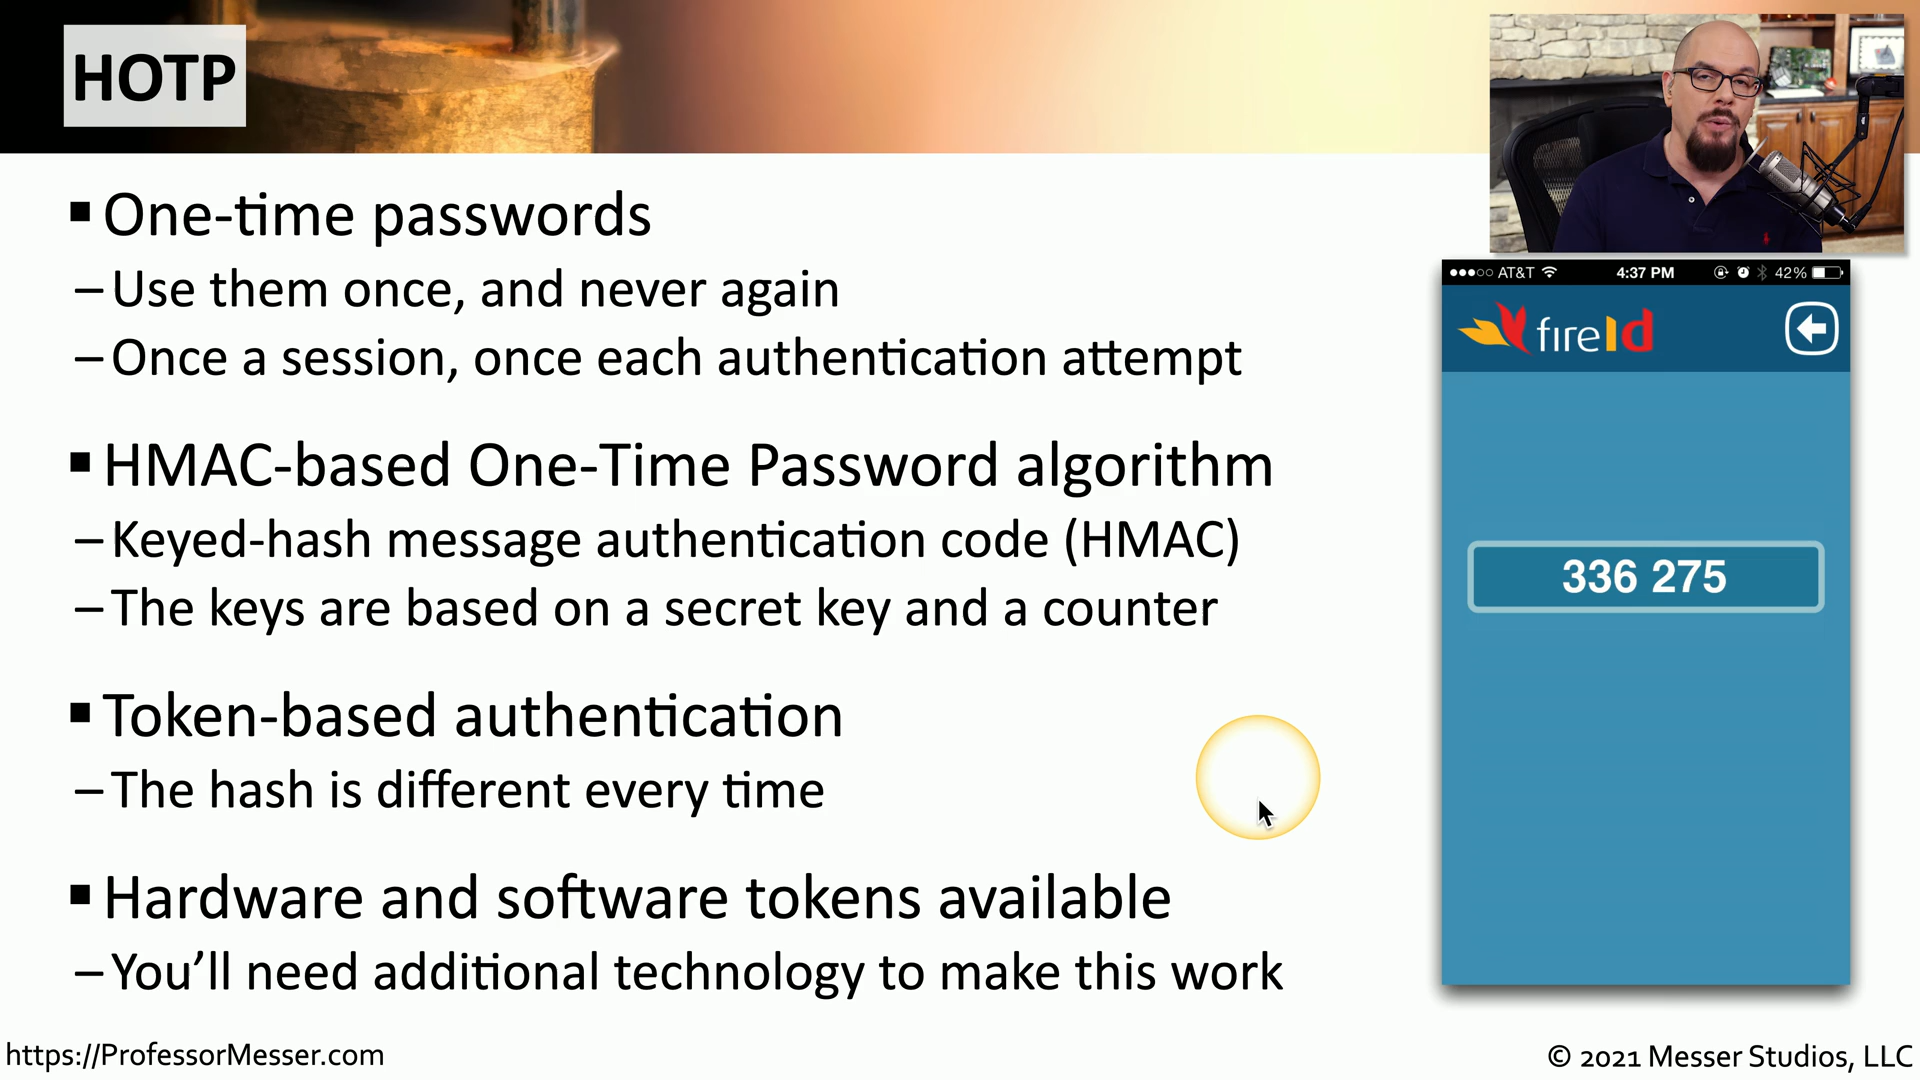 HOTP
▪ One-time passwords
– Use them once, and never again
– Once a session, once each authentication attempt
▪ HMAC-based One-Time Password algorithm
– Keyed-hash message authentication code (HMAC)
– The keys are based on a secret key and a counter
▪ Token-based authentication
– The hash is different every time
▪ Hardware and software tokens available
– You’ll need additional technology to make this work
AT&T 4:37 PM 42%
fireId
336 275
https://ProfessorMesser.com
© 2021 Messer Studios, LLC